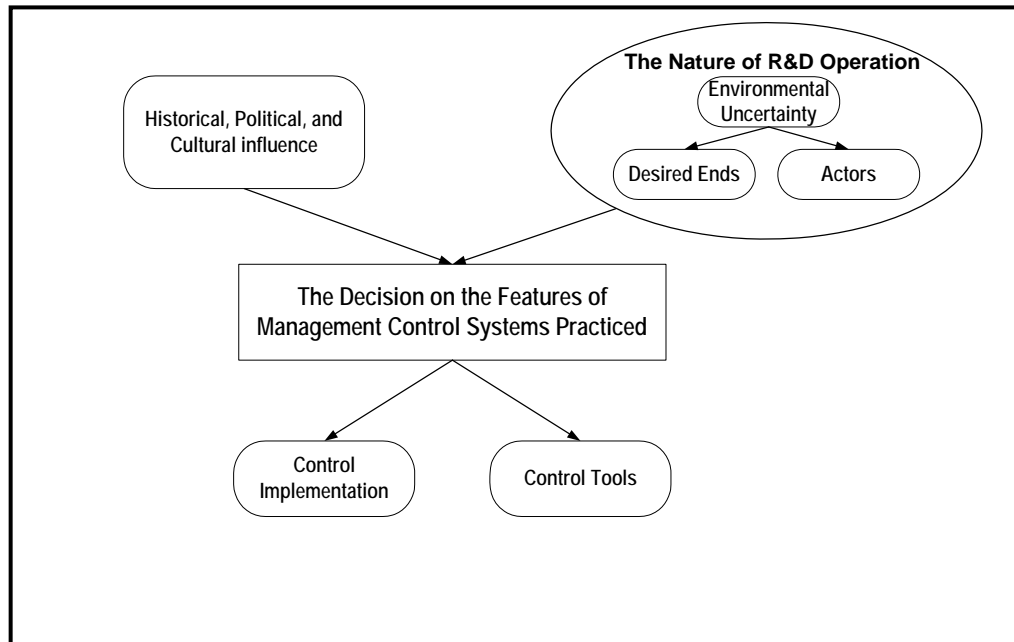 The Nature of R&D Operation
Environmental
Uncertainty
Historical, Political, and
Cultural influence
Desired Ends
Actors
The Decision on the Features of
Management Control Systems Practiced
Control
Implementation
Control Tools